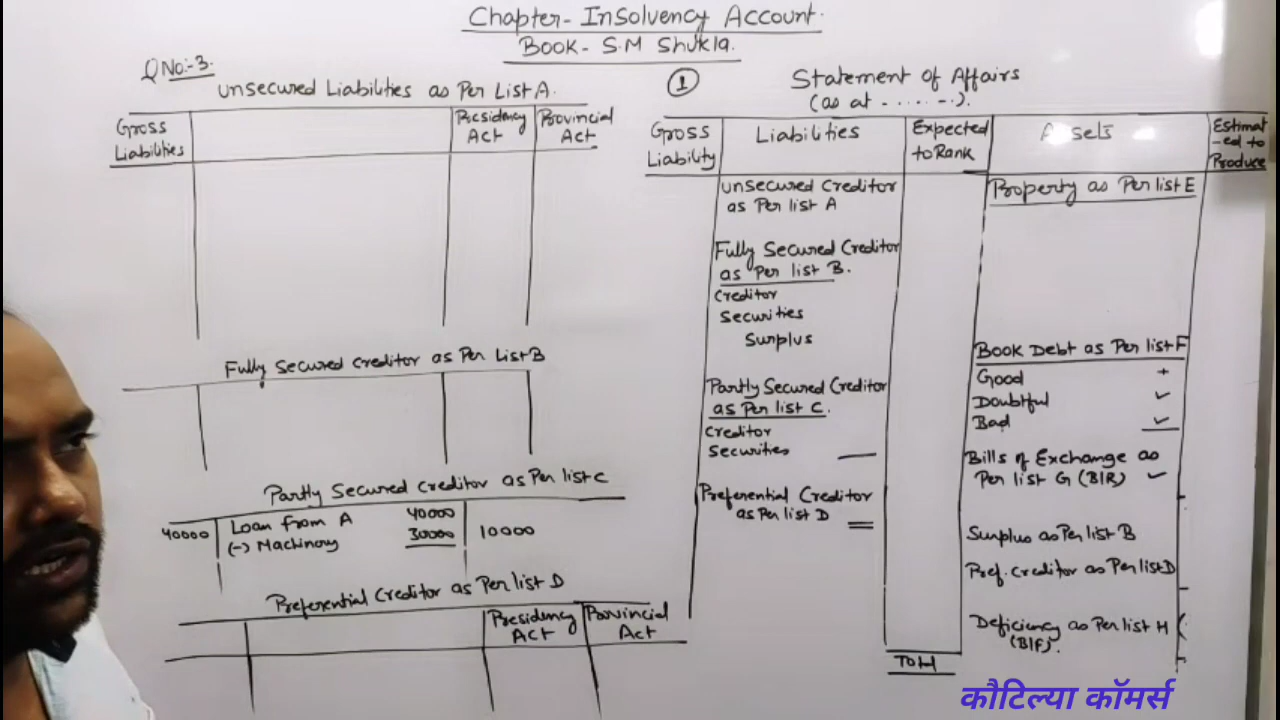 Chapter- Insolvency Account.
Book- S.M Shukla.
QNo:-3.
Unsecured Liabilities as Per List A.
Gross Liabilities
Presidency Act
Provincial Act
Fully Secured creditor as Per List B
Partly Secured creditor as Per list C
40000
Loan from A 40000
(-) Machinory 30000
10000
Preferential Creditor as Per list D
Presidency Act
Provincial Act
1
Statement of Affairs
(as at - . . . . . -.).
Gross Liability
Liabilities
Expected to Rank
Assets
Estimat-ed to Produce
Unsecured Creditor
as Per list A
Fully Secured Creditor
as Per list B.
Creditor
Securities
Surplus
Partly Secured Creditor
as Per list C.
Creditor
Securities
Preferential Creditor
as Per list D
Total
Property as Per list E
Book Debt as Per list F
Good +
Doubtful ✓
Bad ✓
Bills of Exchange as
Per list G (B/R) ✓
Surplus as Per list B
Pref. Creditor as Per list D
Deficiency as Per list H
(B/F).
कौटिल्या कॉमर्स